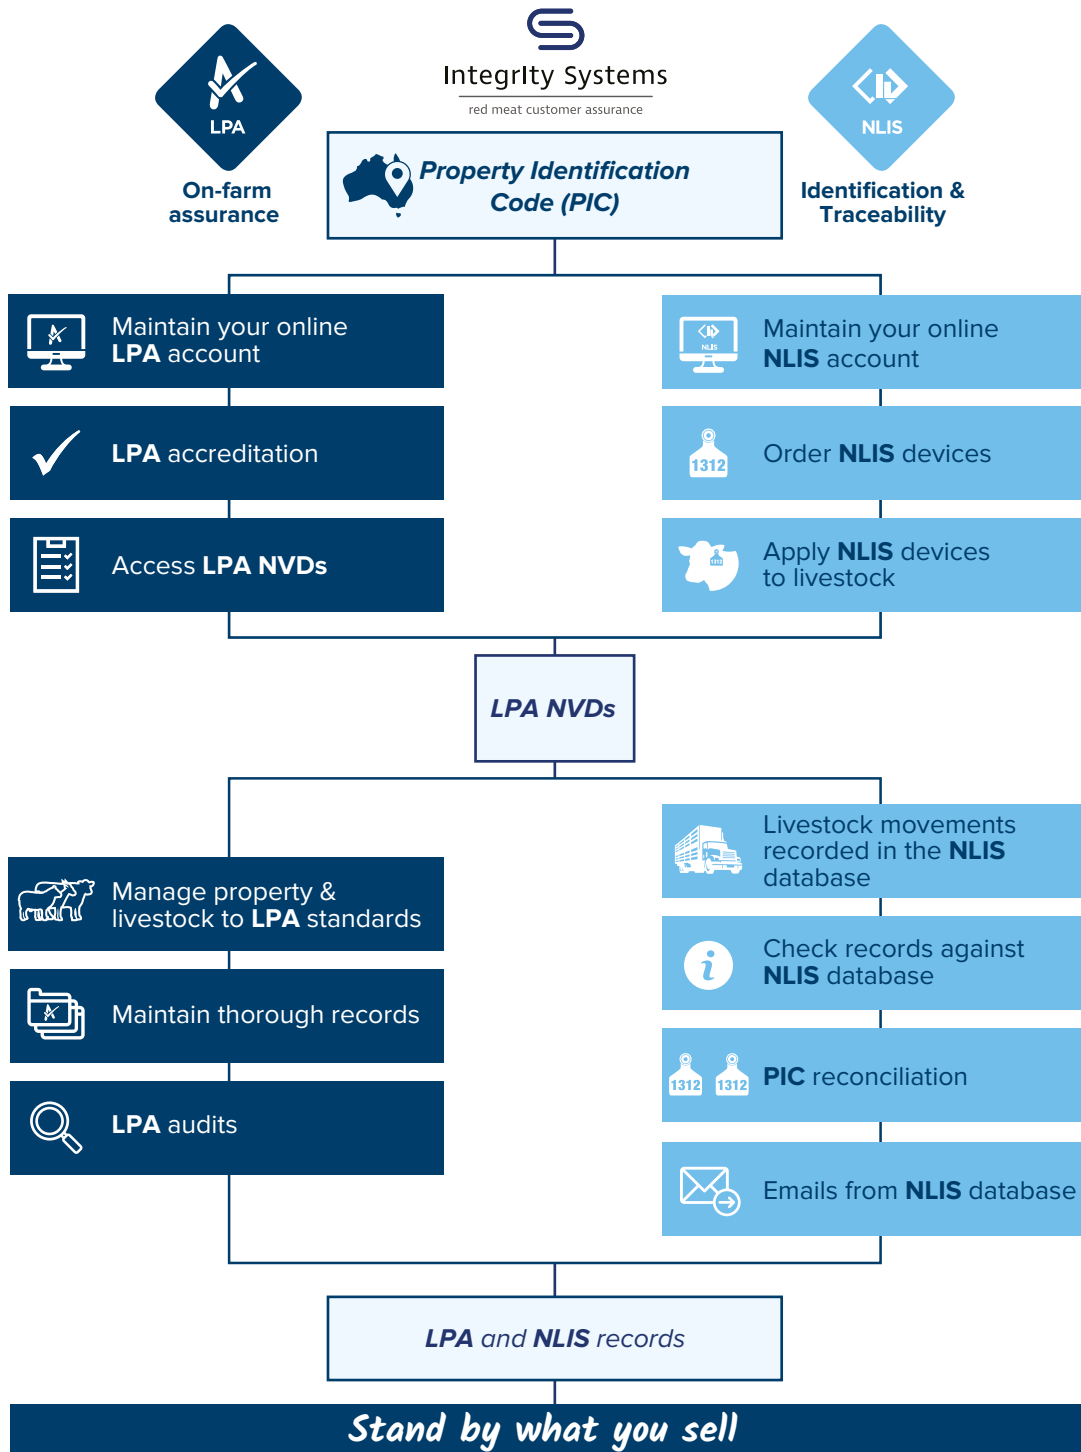 Integrity Systems
red meat customer assurance
LPA
On-farm
assurance
NLIS
Identification &
Traceability
Property Identification
Code (PIC)
Maintain your online
LPA account
LPA accreditation
Access LPA NVDs
NLIS
Maintain your online
NLIS account
1312
Order NLIS devices
1312
Apply NLIS devices
to livestock
LPA NVDs
Manage property &
livestock to LPA standards
Maintain thorough records
LPA audits
Livestock movements
recorded in the NLIS
database
i
Check records against
NLIS database
1312 1312
PIC reconciliation
Emails from NLIS database
LPA and NLIS records
Stand by what you sell